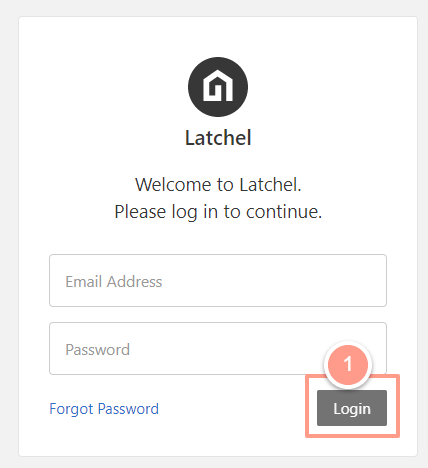 Latchel
Welcome to Latchel.
Please log in to continue.
Email Address
Password
1
Forgot Password
Login